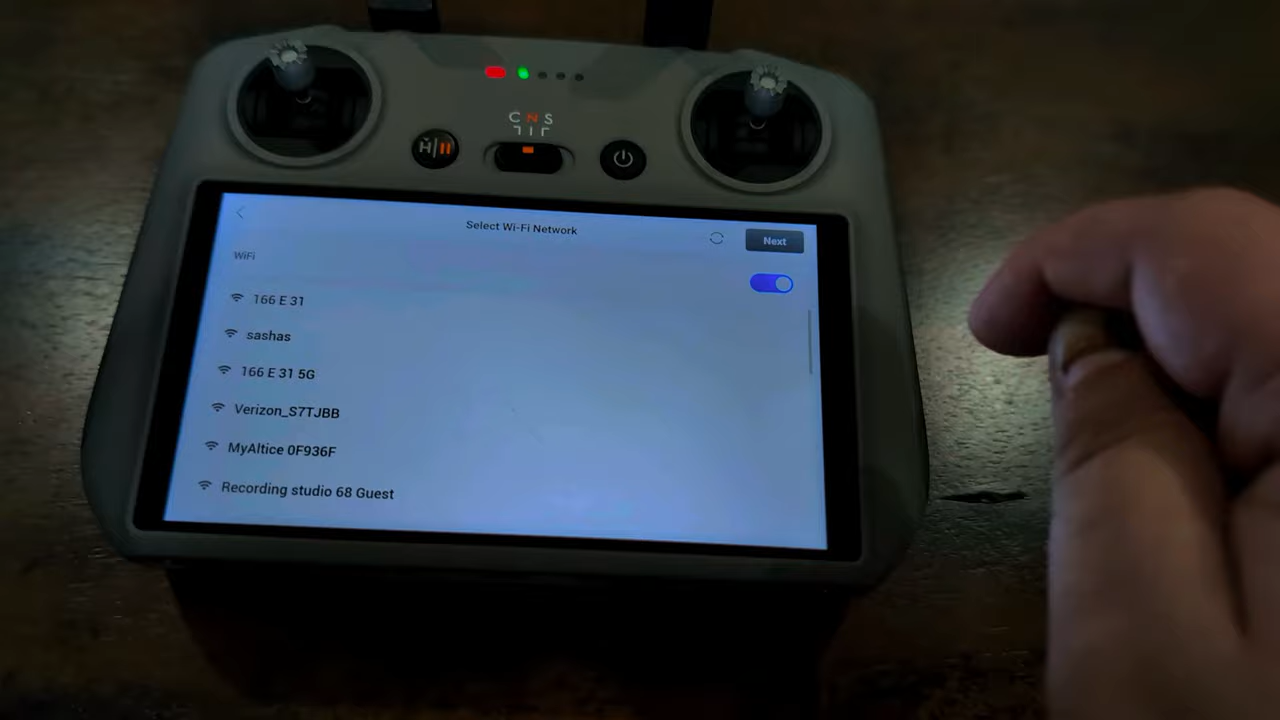 C N S
H
Select Wi-Fi Network
Next
WiFi
166 E 31
sashas
166 E 31 5G
Verizon_S7TJBB
MyAltice 0F936F
Recording studio 68 Guest